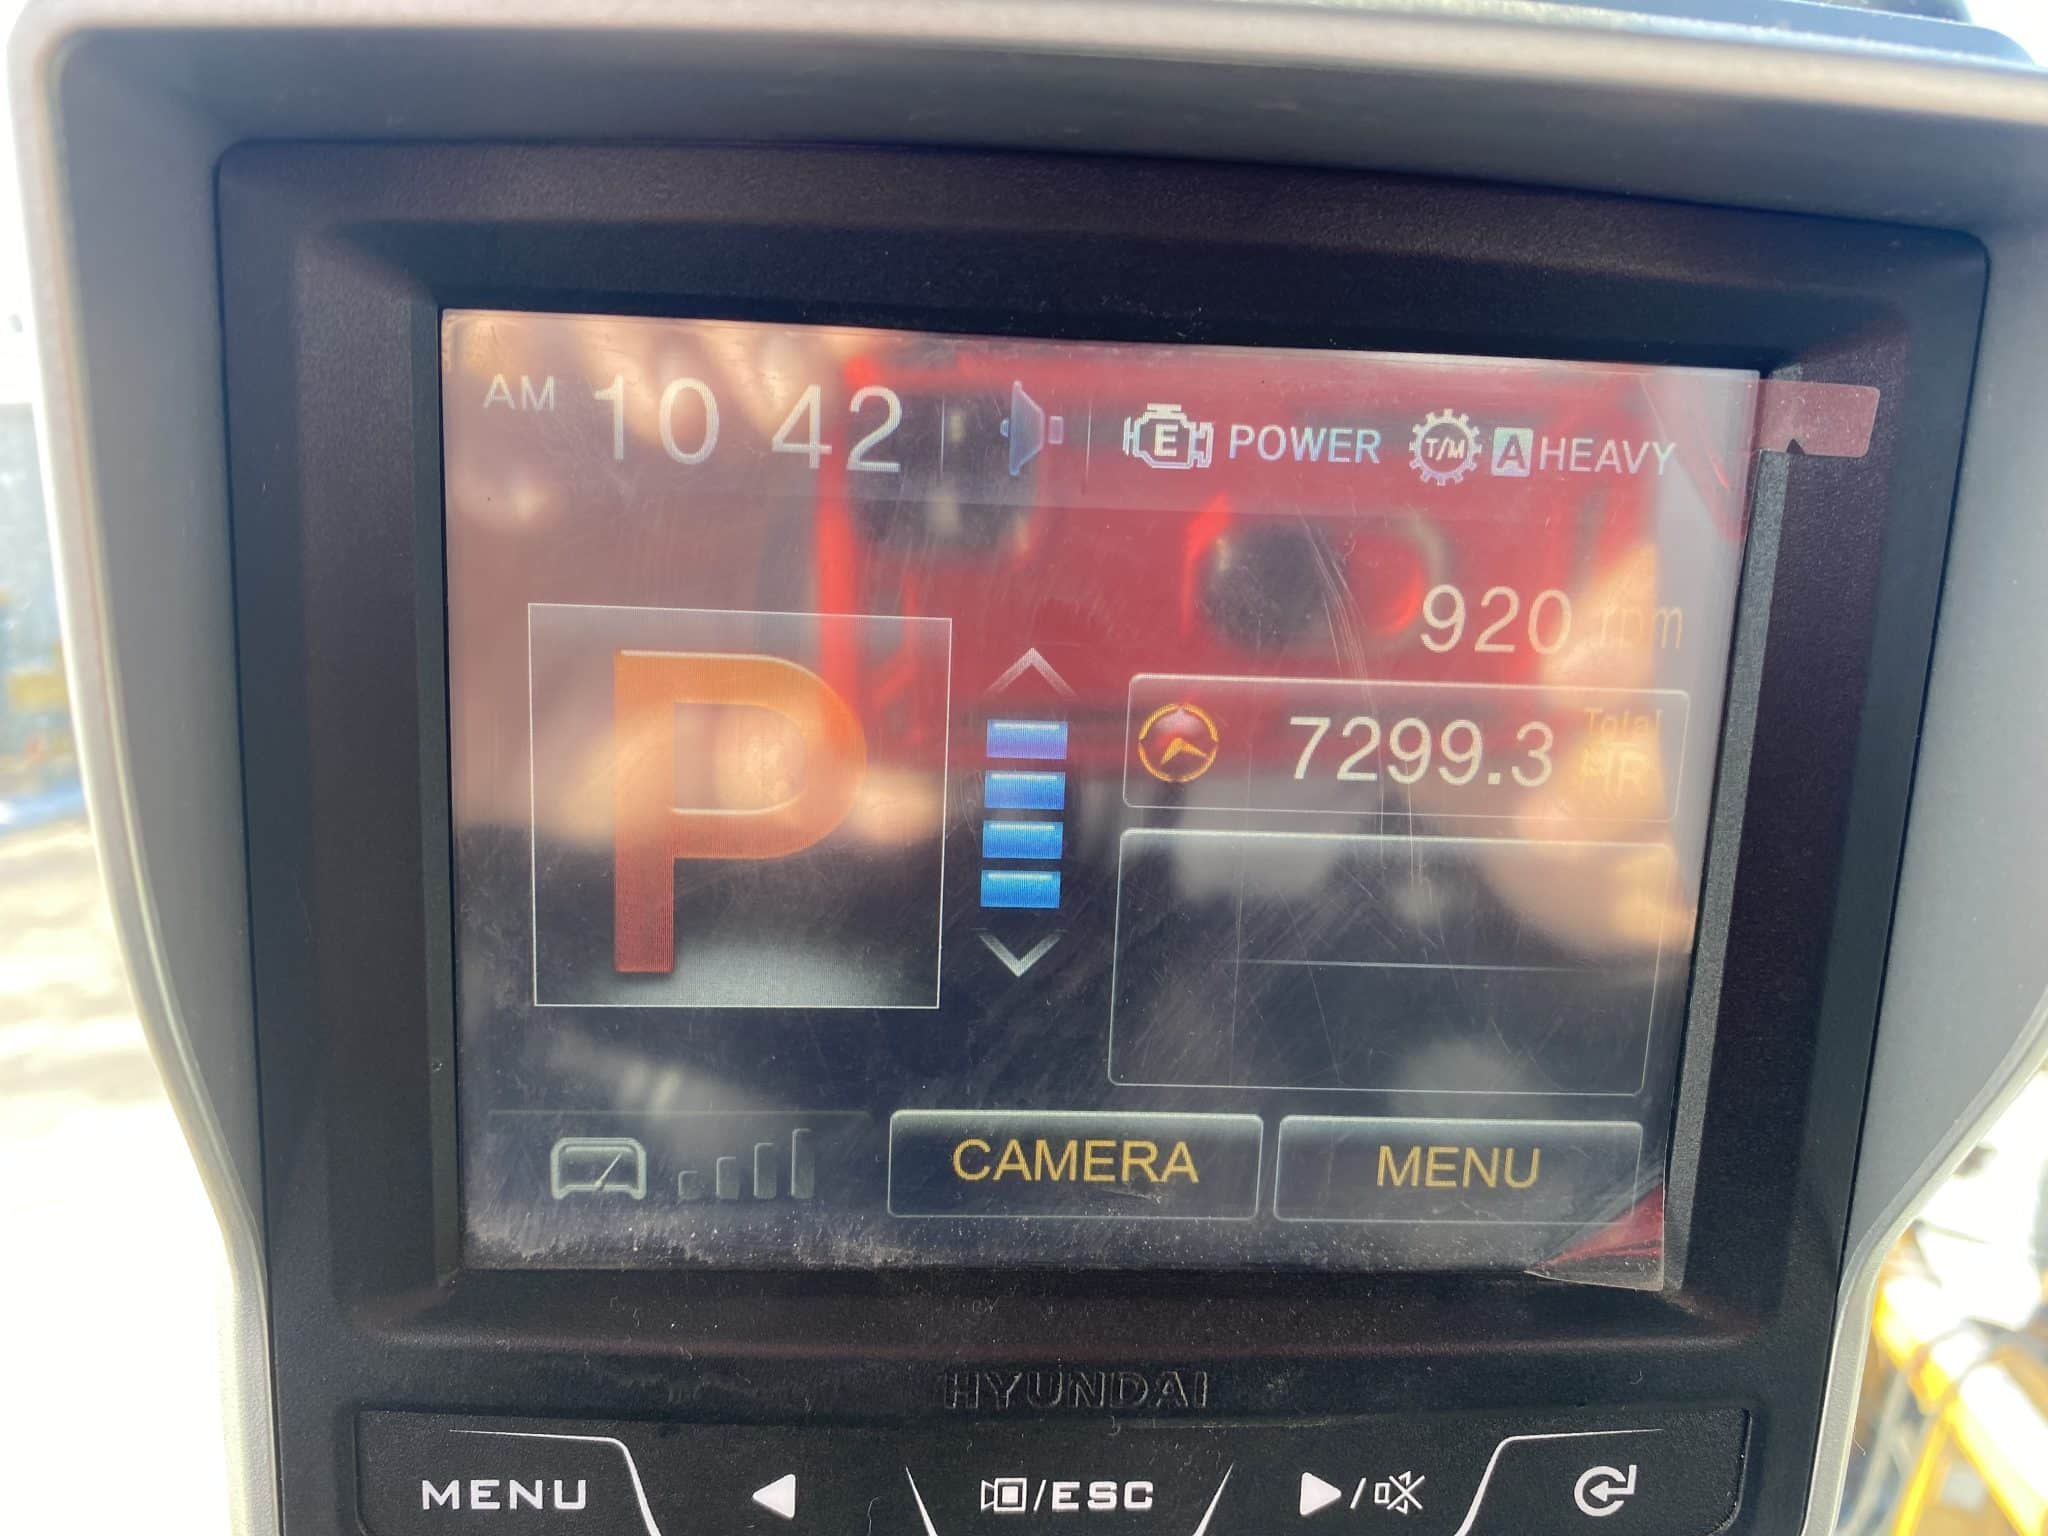 AM 10 42 E POWER T/M A HEAVY
920 rpm
7299.3 Total HR
P
CAMERA MENU
HYUNDAI
MENU /ESC /